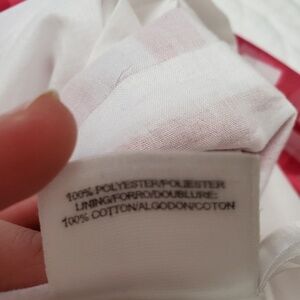 100% POLYESTER/POLIESTER
LINING/FORRO/DOUBLURE:
100% COTTON/ALGODON/COTON